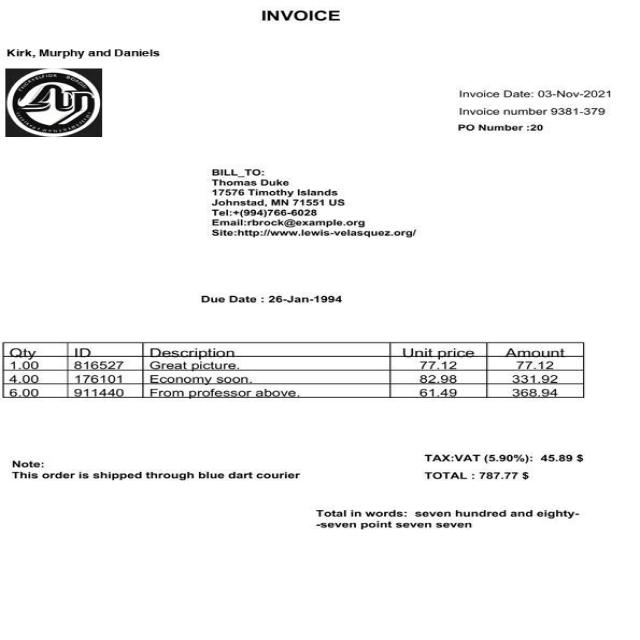 INVOICE
Kirk, Murphy and Daniels
Invoice Date: 03-Nov-2021
Invoice number 9381-379
PO Number :20
BILL_TO:
Thomas Duke
17576 Timothy Islands
Johnstad, MN 71551 US
Tel:+(994)766-6028
Email:rbrock@example.org
Site:http://www.lewis-velasquez.org/
Due Date : 26-Jan-1994
Qty ID Description Unit price Amount
1.00 816527 Great picture. 77.12 77.12
4.00 176101 Economy soon. 82.98 331.92
6.00 911440 From professor above. 61.49 368.94
TAX:VAT (5.90%): 45.89 $
Note:
This order is shipped through blue dart courier
TOTAL : 787.77 $
Total in words: seven hundred and eighty-
-seven point seven seven